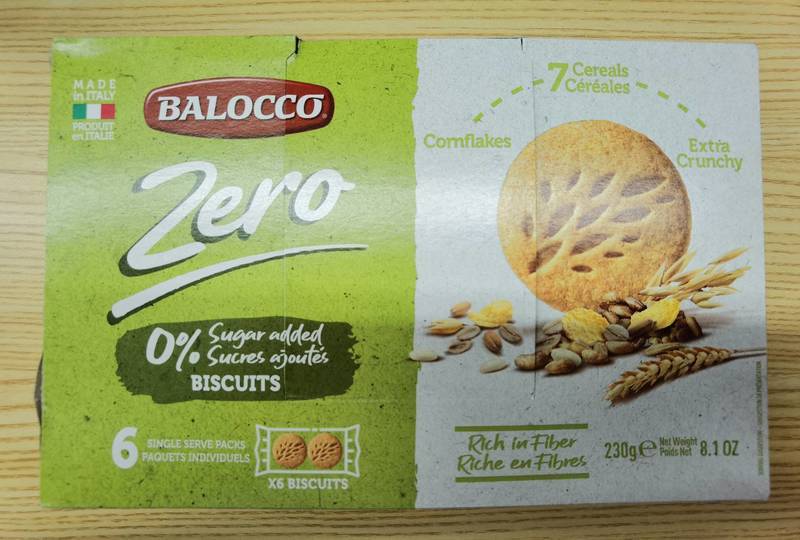 MADE
in ITALY
PRODUIT
en ITALIE
BALOCCO
Zero
0% Sugar added
Sucres ajoutés
BISCUITS
6 SINGLE SERVE PACKS
PAQUETS INDIVIDUELS
X6 BISCUITS
7 Cereals
Céréales
Cornflakes
Extra
Crunchy
Rich in Fiber
Riche en Fibres
230g e Net Weight
Poids Net 8.1 OZ